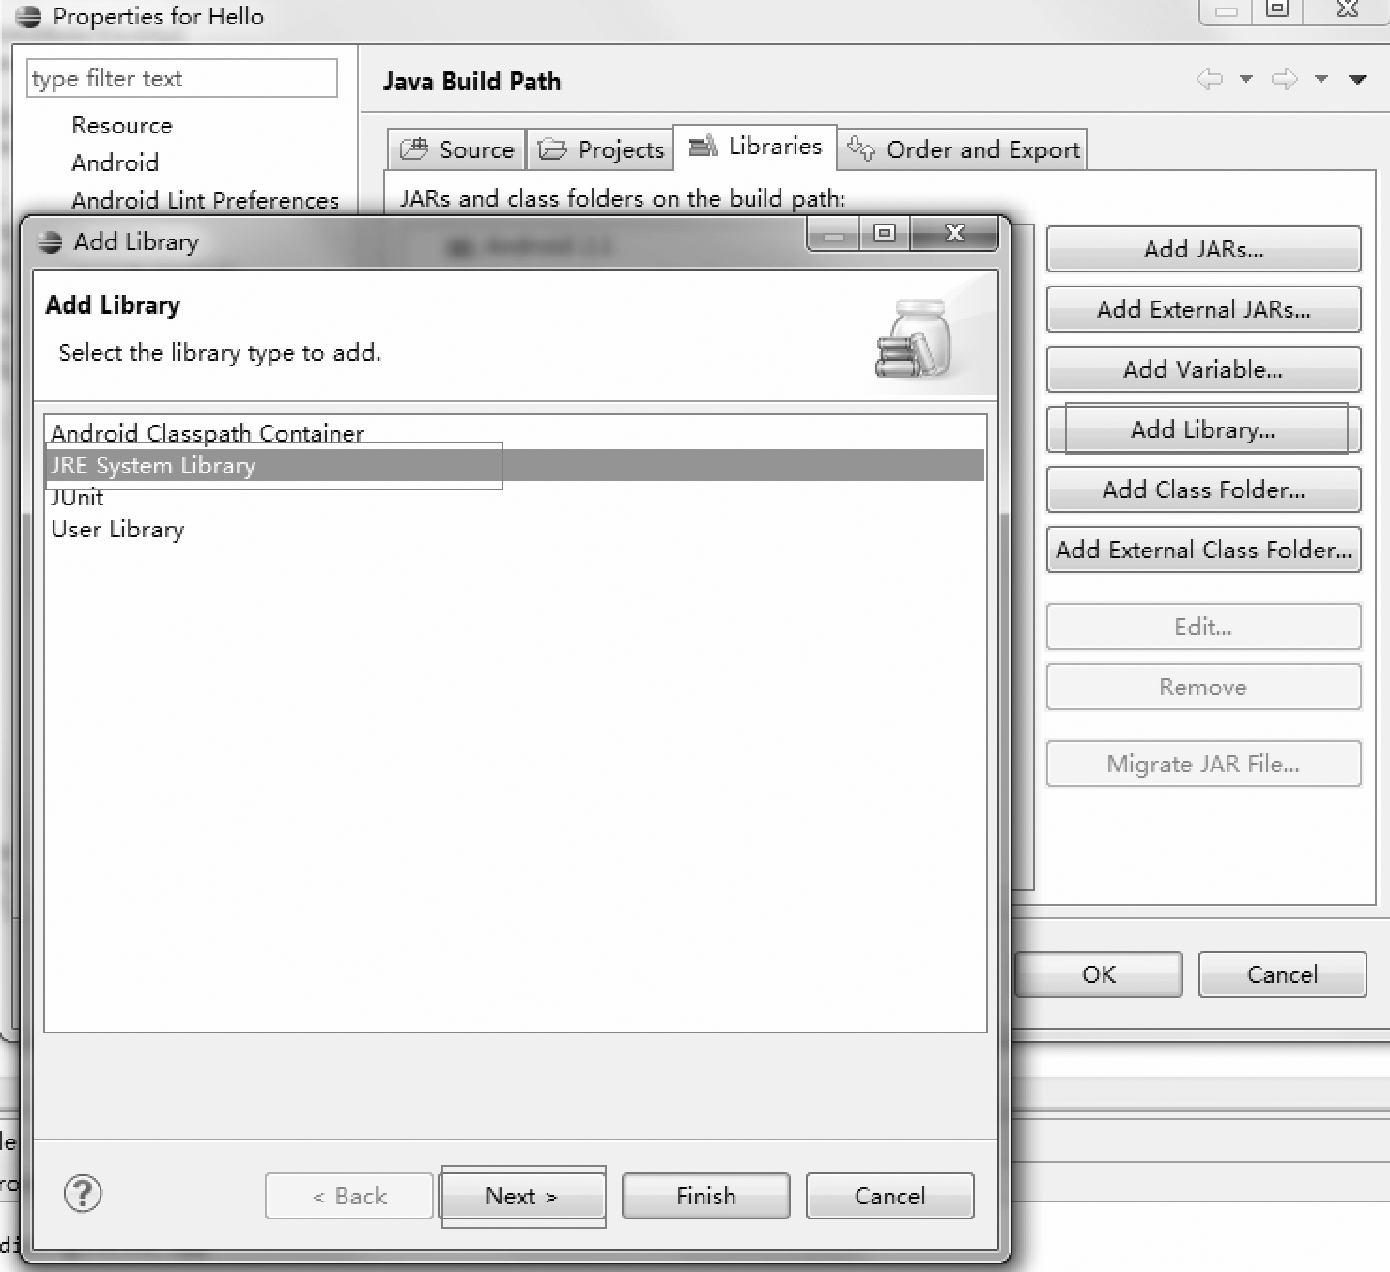 Properties for Hello
type filter text
Resource
Android
Android Lint Preferences
Java Build Path
Source
Projects
Libraries
Order and Export
JARs and class folders on the build path:
Add JARs...
Add External JARs...
Add Variable...
Add Library...
Add Class Folder...
Add External Class Folder...
Edit...
Remove
Migrate JAR File...
OK
Cancel
Add Library
Add Library
Select the library type to add.
Android Classpath Container
JRE System Library
JUnit
User Library
?
< Back
Next >
Finish
Cancel